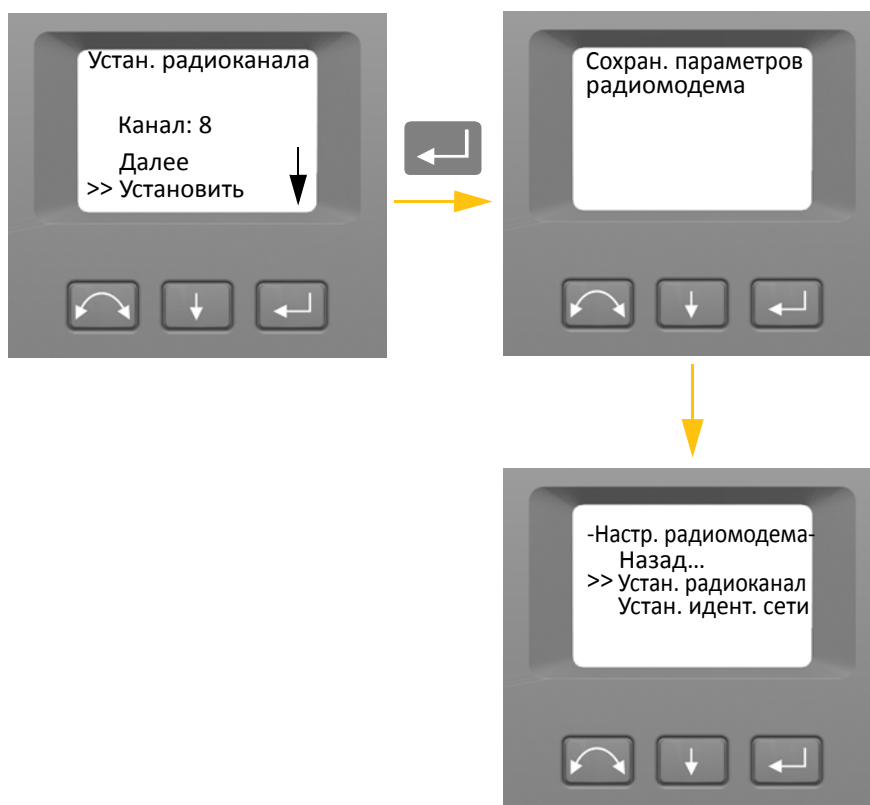 Устан. радиоканала
Канал: 8
Далее
>> Установить
Сохран. параметров
радиомодема
-Настр. радиомодема-
Назад...
>> Устан. радиоканал
Устан. идент. сети